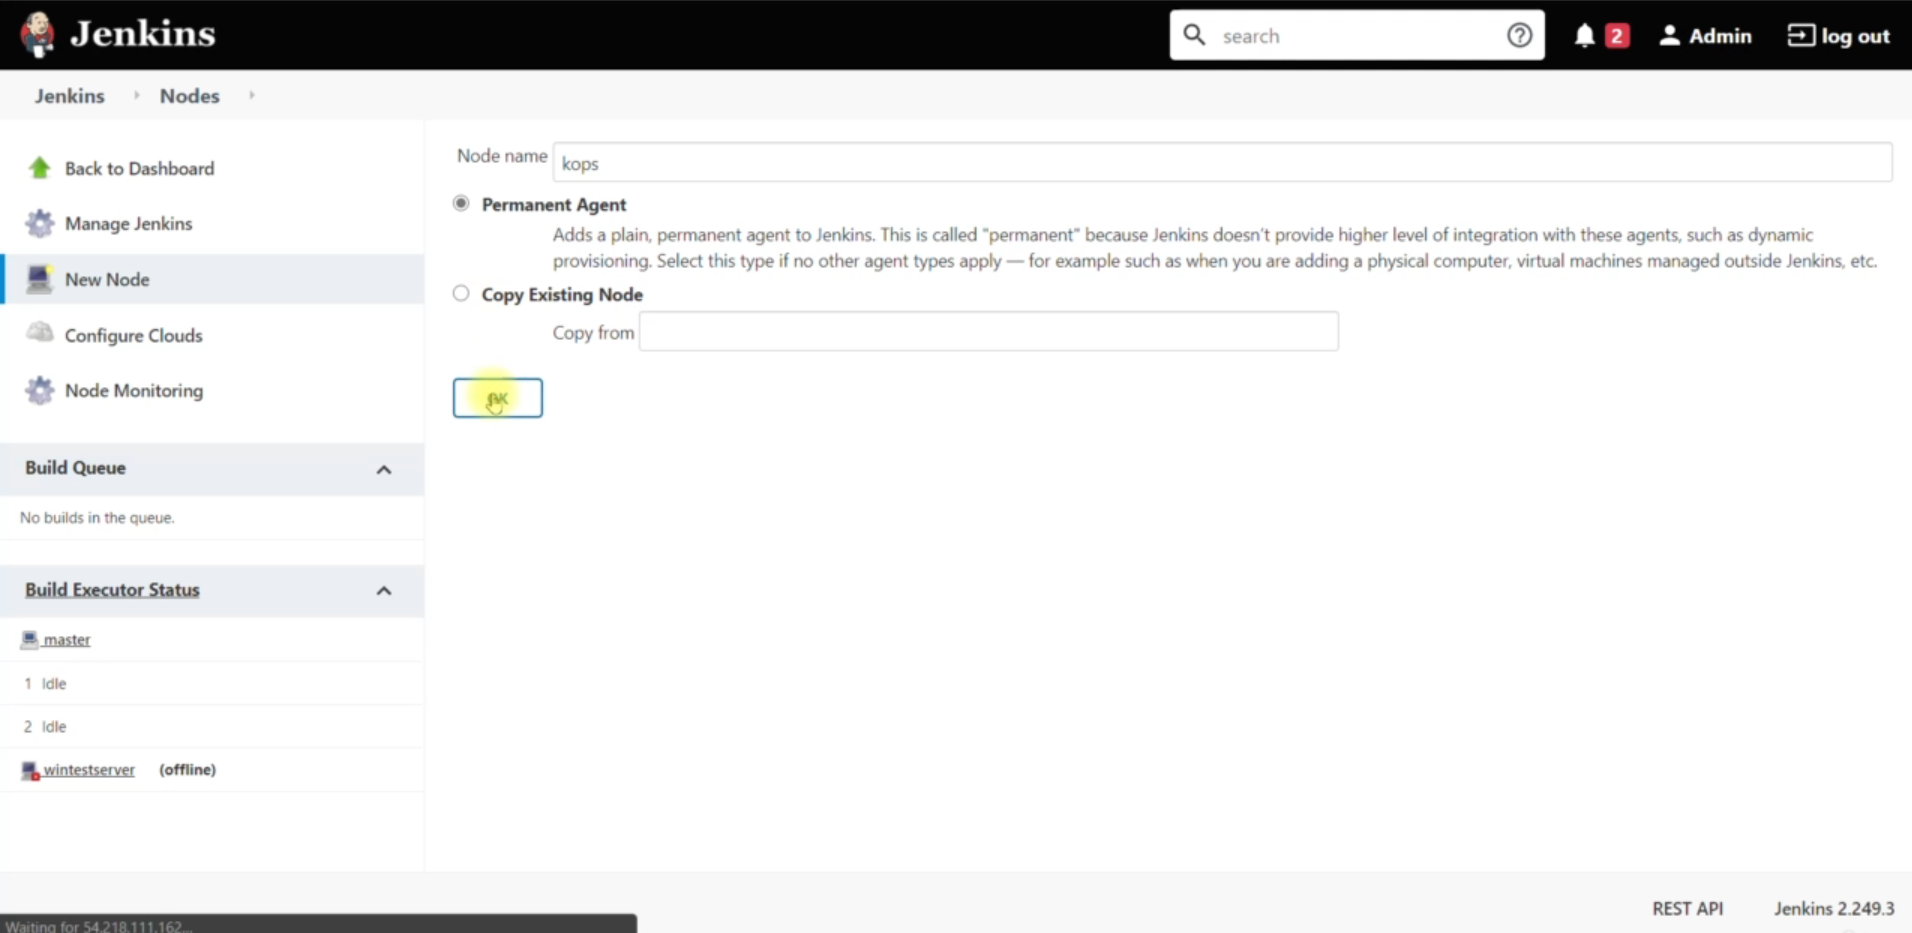 Jenkins
search
2
Admin
log out
Jenkins
Nodes
Back to Dashboard
Manage Jenkins
New Node
Configure Clouds
Node Monitoring
Build Queue
No builds in the queue.
Build Executor Status
master
1 Idle
2 Idle
wintestserver (offline)
Node name kops
Permanent Agent
Adds a plain, permanent agent to Jenkins. This is called "permanent" because Jenkins doesn't provide higher level of integration with these agents, such as dynamic
provisioning. Select this type if no other agent types apply — for example such as when you are adding a physical computer, virtual machines managed outside Jenkins, etc.
Copy Existing Node
Copy from
OK
REST API
Jenkins 2.249.3
Waiting for 54.218.111.162...